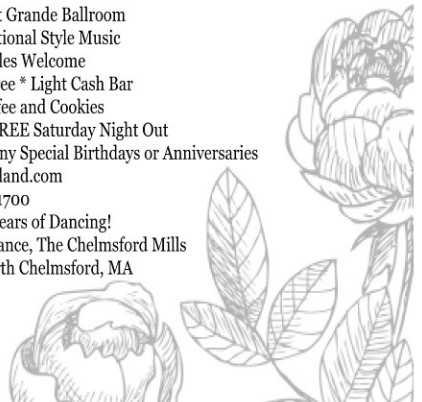 t Grande Ballroom
tional Style Music
les Welcome
ee * Light Cash Bar
fee and Cookies
REE Saturday Night Out
ny Special Birthdays or Anniversaries
land.com
1700
ears of Dancing!
ance, The Chelmsford Mills
th Chelmsford, MA